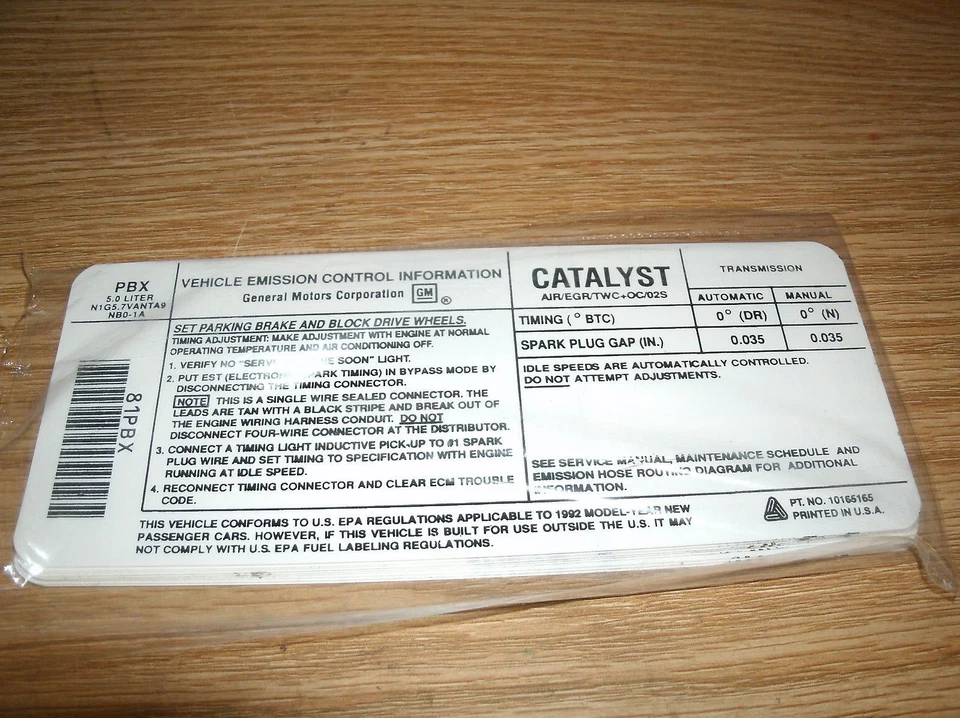 PBX
5.0 LITER
N1G5.7VANTA9
NB0-1A
81PBX
VEHICLE EMISSION CONTROL INFORMATION
General Motors Corporation GM ®
SET PARKING BRAKE AND BLOCK DRIVE WHEELS.
TIMING ADJUSTMENT: MAKE ADJUSTMENT WITH ENGINE AT NORMAL
OPERATING TEMPERATURE AND AIR CONDITIONING OFF.
1. VERIFY NO "SERV SOON" LIGHT.
2. PUT EST (ELECTRON ARK TIMING) IN BYPASS MODE BY
DISCONNECTING THE TIMING CONNECTOR.
NOTE THIS IS A SINGLE WIRE SEALED CONNECTOR. THE
LEADS ARE TAN WITH A BLACK STRIPE AND BREAK OUT OF
THE ENGINE WIRING HARNESS CONDUIT. DO NOT
DISCONNECT FOUR-WIRE CONNECTOR AT THE DISTRIBUTOR.
3. CONNECT A TIMING LIGHT INDUCTIVE PICK-UP TO #1 SPARK
PLUG WIRE AND SET TIMING TO SPECIFICATION WITH ENGINE
RUNNING AT IDLE SPEED.
4. RECONNECT TIMING CONNECTOR AND CLEAR ECM TROUBLE
CODE.
CATALYST
AIR/EGR/TWC+OC/02S
TRANSMISSION
AUTOMATIC MANUAL
TIMING (° BTC) 0° (DR) 0° (N)
SPARK PLUG GAP (IN.) 0.035 0.035
IDLE SPEEDS ARE AUTOMATICALLY CONTROLLED.
DO NOT ATTEMPT ADJUSTMENTS.
SEE SERVICE MANUAL, MAINTENANCE SCHEDULE AND
EMISSION HOSE ROUTING DIAGRAM FOR ADDITIONAL
INFORMATION.
THIS VEHICLE CONFORMS TO U.S. EPA REGULATIONS APPLICABLE TO 1992 MODEL-YEAR NEW
PASSENGER CARS. HOWEVER, IF THIS VEHICLE IS BUILT FOR USE OUTSIDE THE U.S. IT MAY
NOT COMPLY WITH U.S. EPA FUEL LABELING REGULATIONS.
PT. NO. 10165165
PRINTED IN U.S.A.